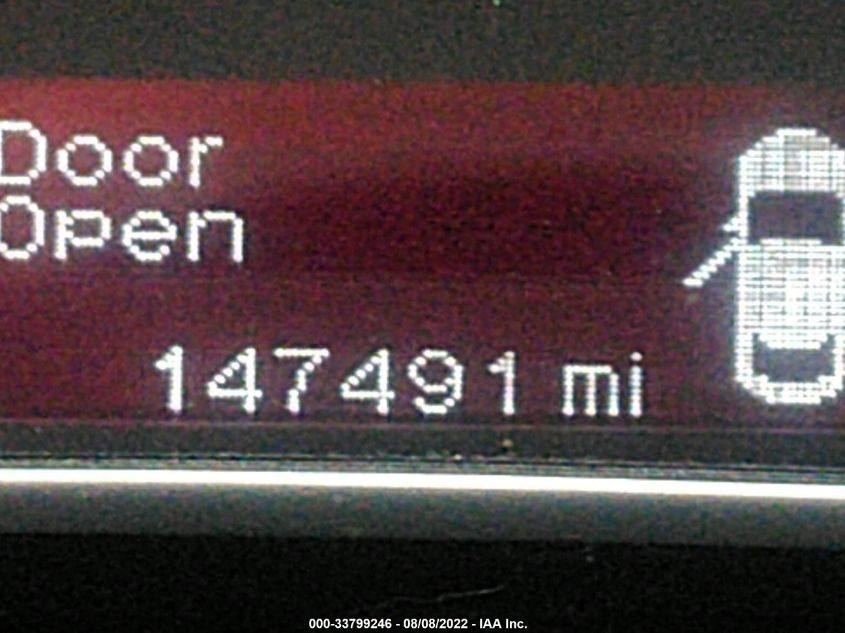 Door
Open
147491 mi
000-33799246 - 08/08/2022 - IAA Inc.